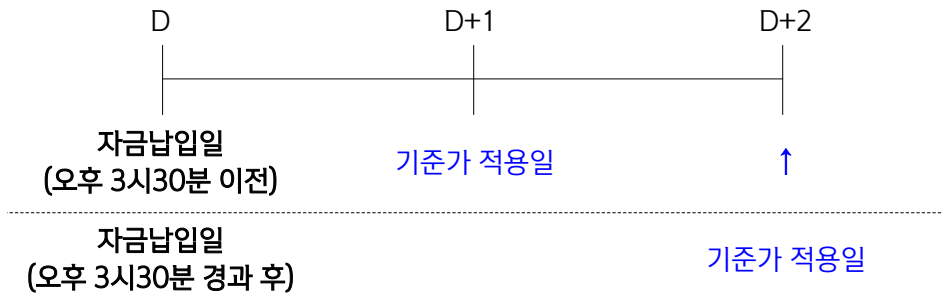 D D+1 D+2
자금납입일
(오후 3시30분 이전)
기준가 적용일
↑
자금납입일
(오후 3시30분 경과 후)
기준가 적용일